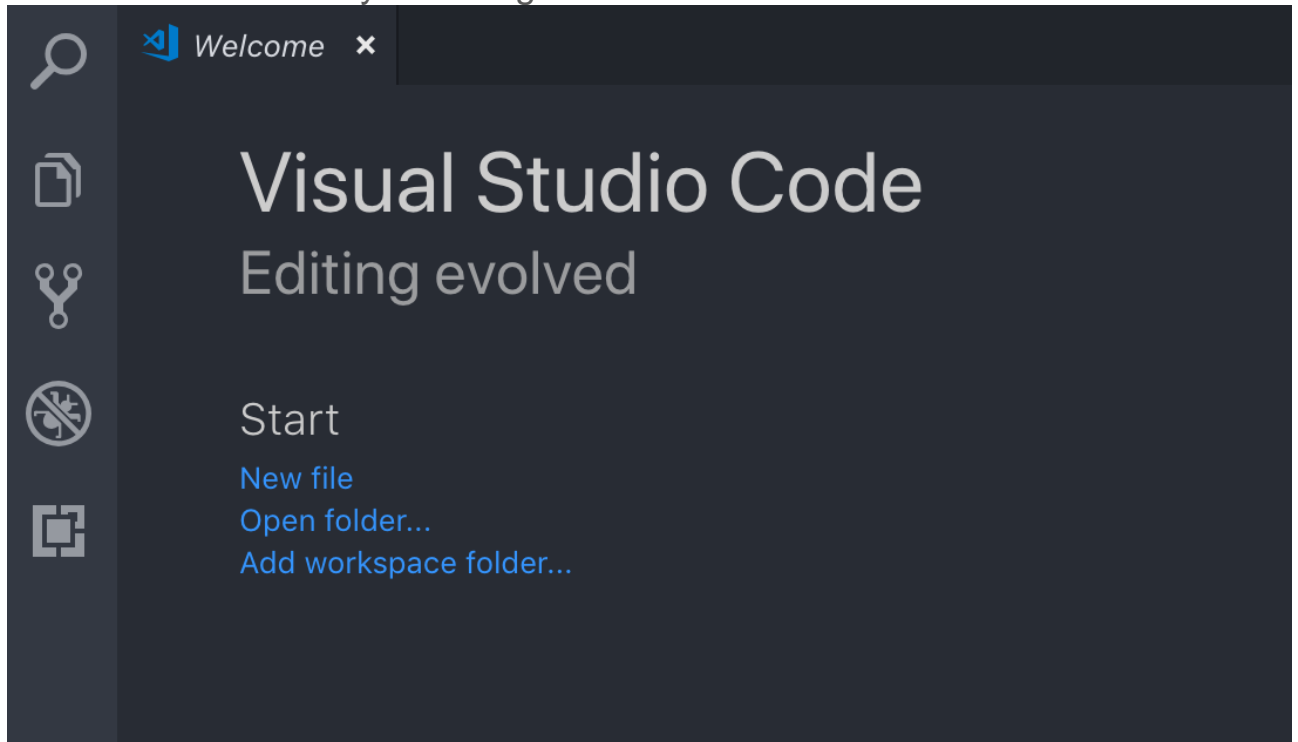 Welcome
Visual Studio Code
Editing evolved
Start
New file
Open folder...
Add workspace folder...